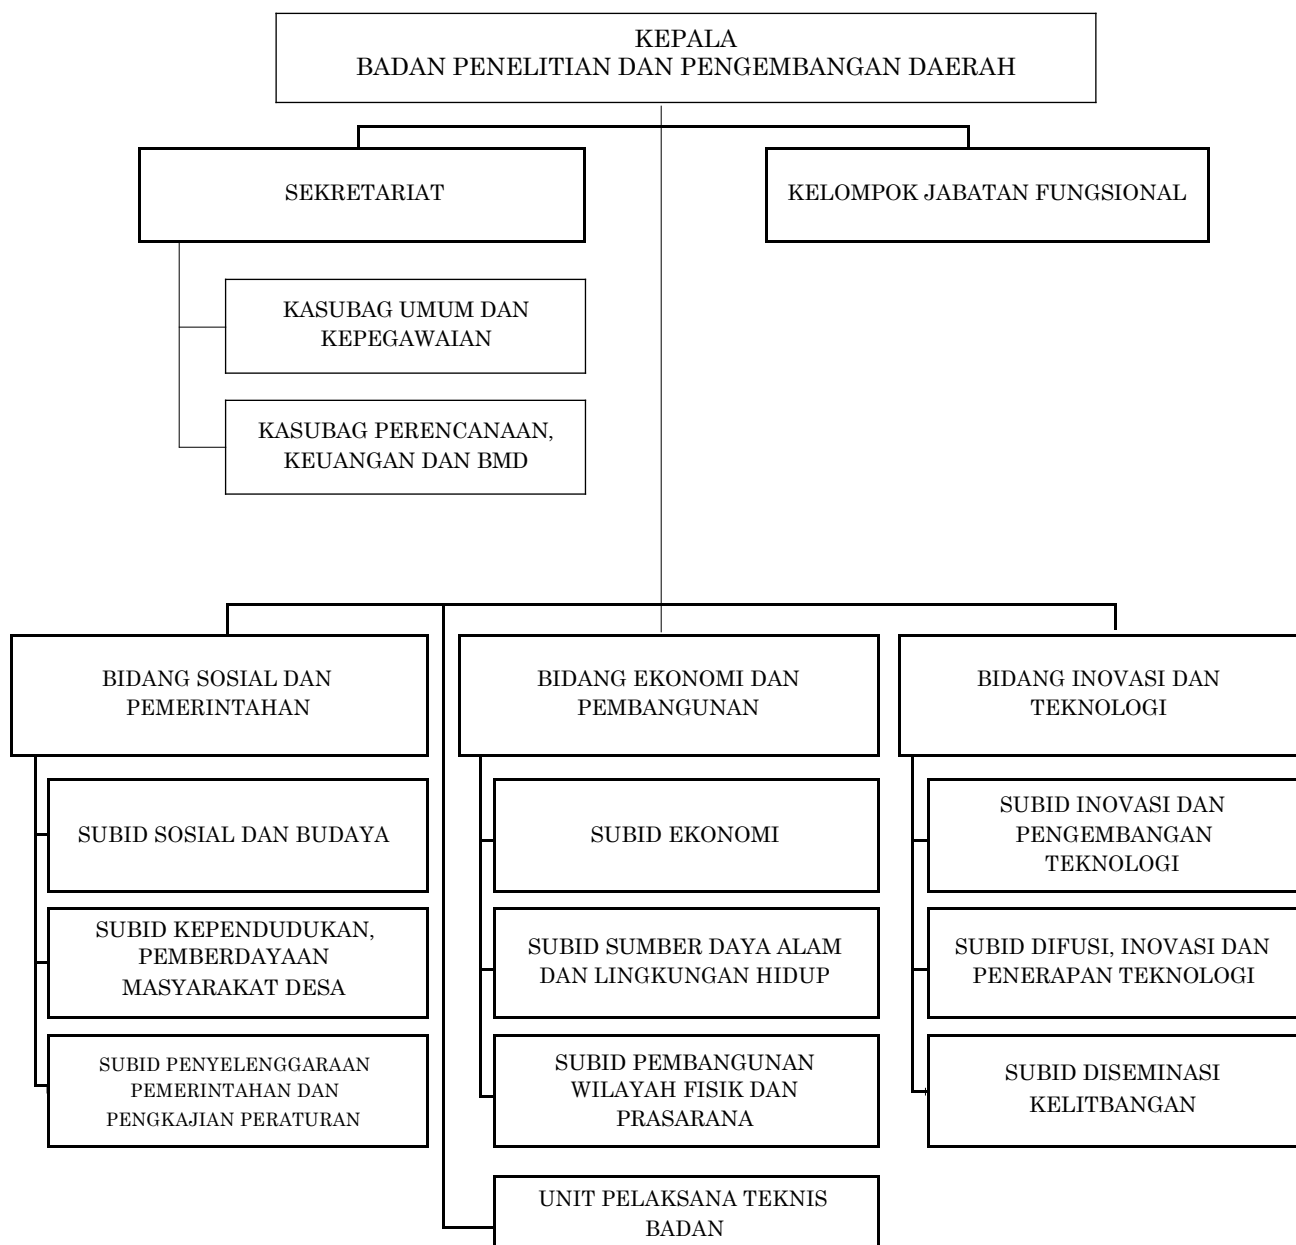 KEPALA
BADAN PENELITIAN DAN PENGEMBANGAN DAERAH
SEKRETARIAT
KELOMPOK JABATAN FUNGSIONAL
KASUBAG UMUM DAN
KEPEGAWAIAN
KASUBAG PERENCANAAN,
KEUANGAN DAN BMD
BIDANG SOSIAL DAN
PEMERINTAHAN
BIDANG EKONOMI DAN
PEMBANGUNAN
BIDANG INOVASI DAN
TEKNOLOGI
SUBID SOSIAL DAN BUDAYA
SUBID EKONOMI
SUBID INOVASI DAN
PENGEMBANGAN
TEKNOLOGI
SUBID KEPENDUDUKAN,
PEMBERDAYAAN
MASYARAKAT DESA
SUBID SUMBER DAYA ALAM
DAN LINGKUNGAN HIDUP
SUBID DIFUSI, INOVASI DAN
PENERAPAN TEKNOLOGI
SUBID PENYELENGGARAAN
PEMERINTAHAN DAN
PENGKAJIAN PERATURAN
SUBID PEMBANGUNAN
WILAYAH FISIK DAN
PRASARANA
SUBID DISEMINASI
KELITBANGAN
UNIT PELAKSANA TEKNIS
BADAN